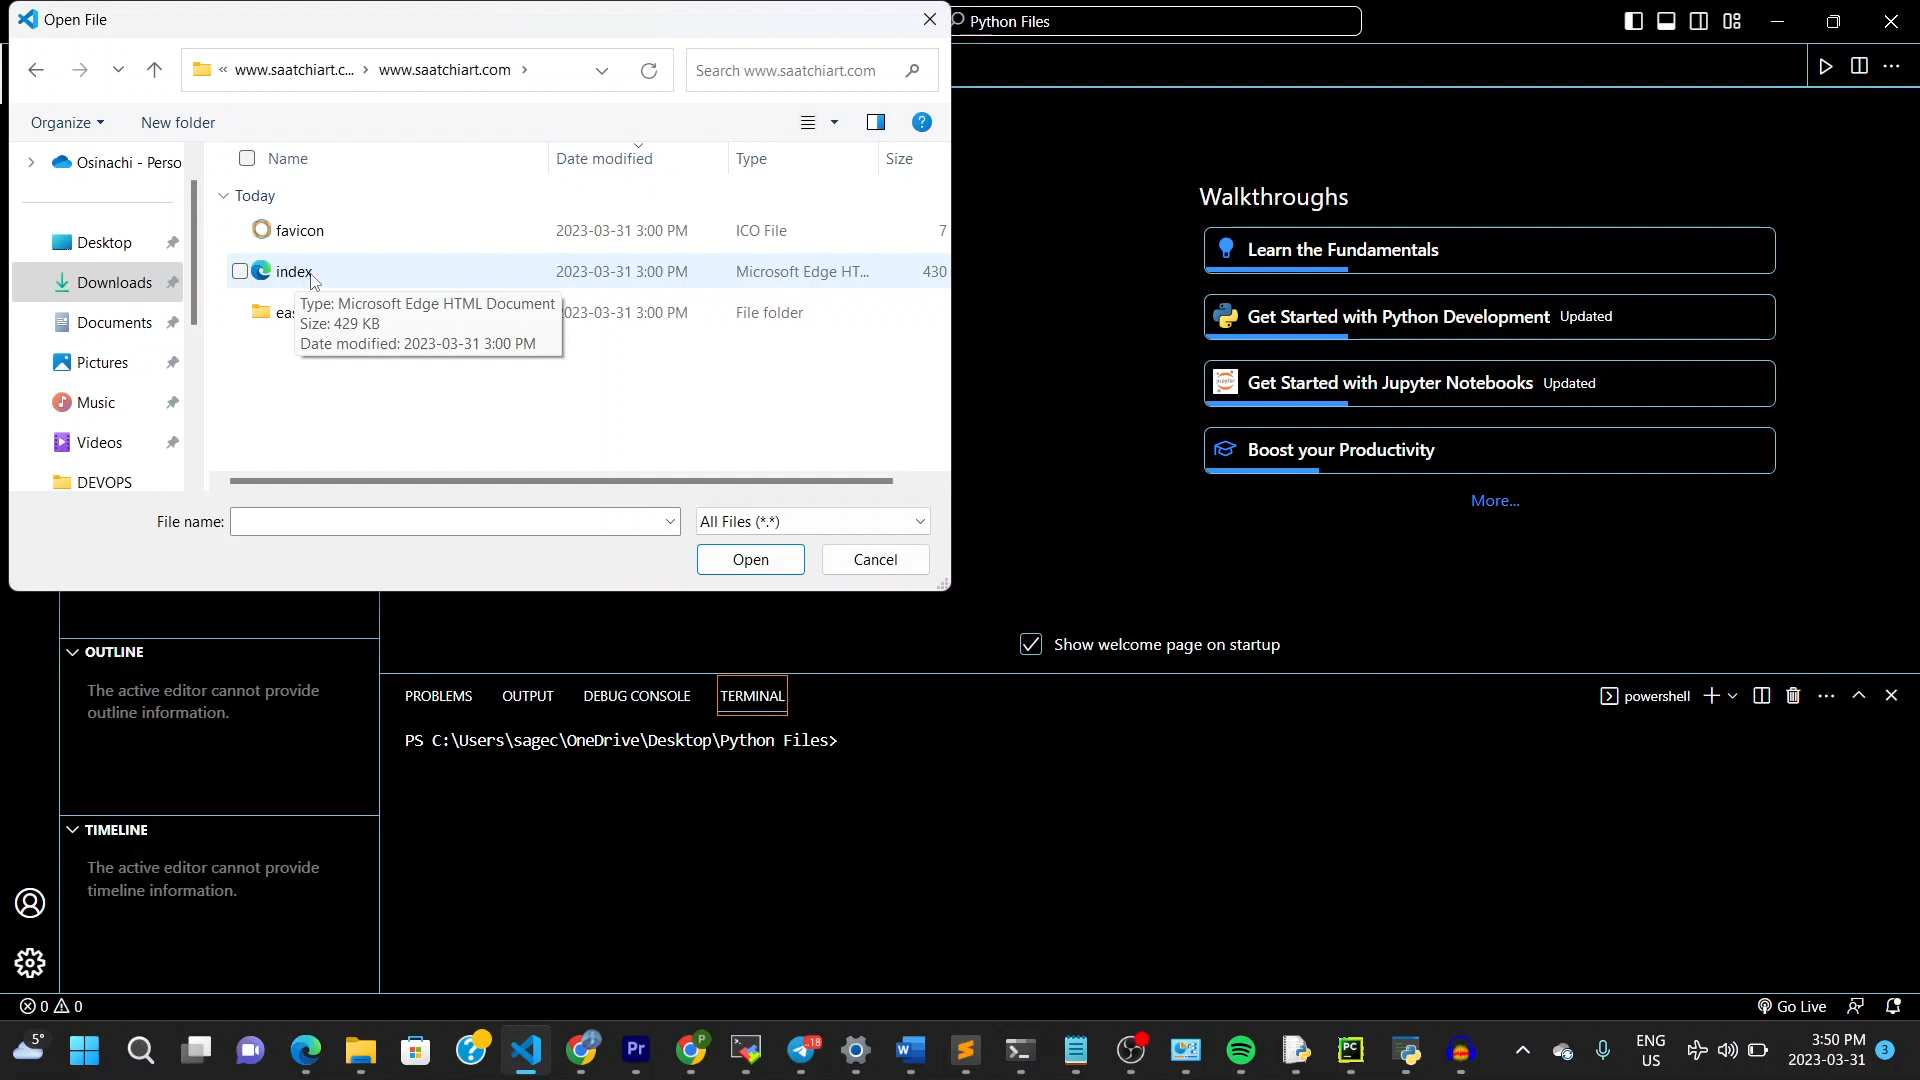 Open File
Python Files
« www.saatchiart.c... › www.saatchiart.com ›
Search www.saatchiart.com
Organize
New folder
Osinachi - Perso
Name
Date modified
Type
Size
Today
Desktop
favicon
2023-03-31 3:00 PM
ICO File
7
Downloads
index
2023-03-31 3:00 PM
Microsoft Edge HT...
430
Type: Microsoft Edge HTML Document
Size: 429 KB
Date modified: 2023-03-31 3:00 PM
eas
023-03-31 3:00 PM
File folder
Documents
Pictures
Music
Videos
DEVOPS
File name:
All Files (*.*)
Open
Cancel
Walkthroughs
Learn the Fundamentals
Get Started with Python Development Updated
Get Started with Jupyter Notebooks Updated
Boost your Productivity
More...
Show welcome page on startup
OUTLINE
The active editor cannot provide
outline information.
TIMELINE
The active editor cannot provide
timeline information.
PROBLEMS
OUTPUT
DEBUG CONSOLE
TERMINAL
powershell
PS C:\Users\sagec\OneDrive\Desktop\Python Files>
0 0
Go Live
5°
Pr
P
18
W
PC
ENG
US
3:50 PM
2023-03-31
3